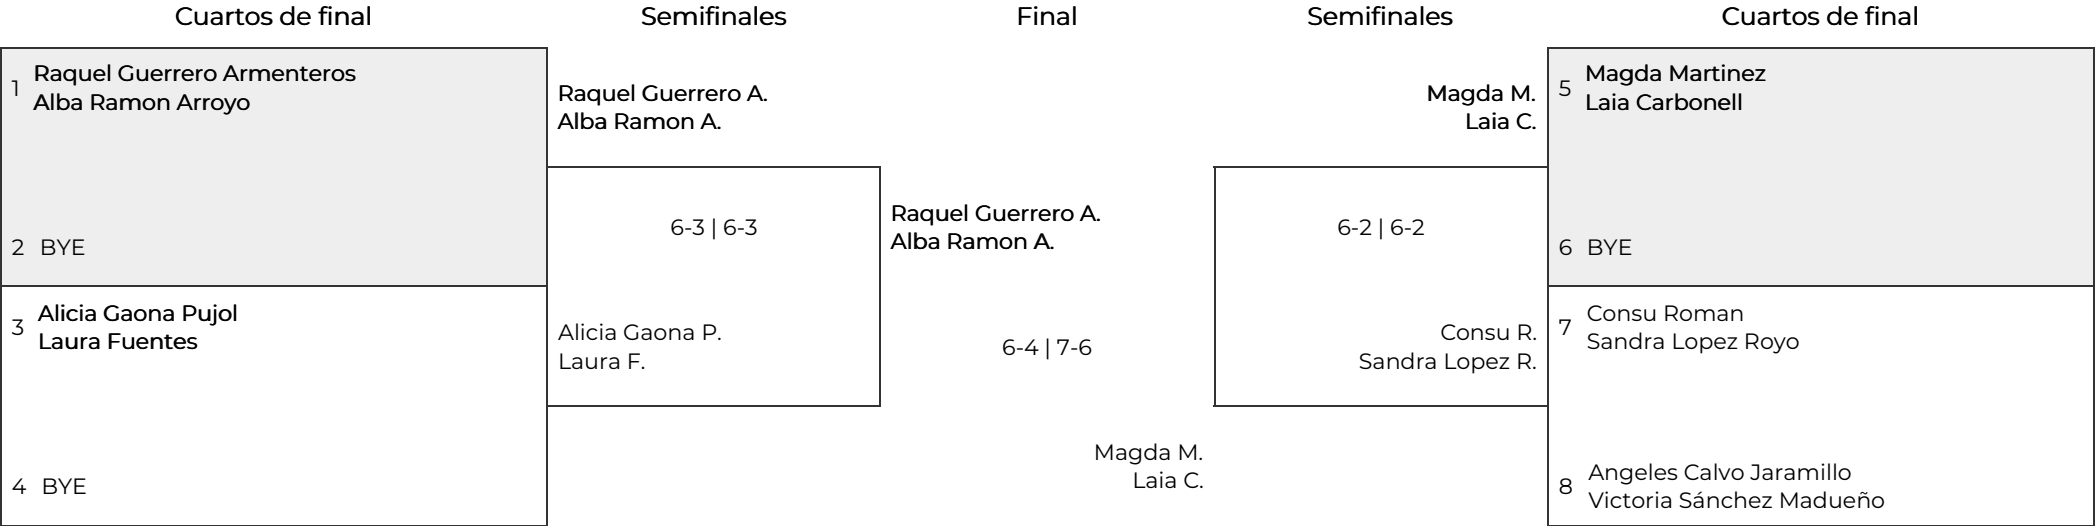 Cuartos de final
Semifinales
Final
Semifinales
Cuartos de final
1
Raquel Guerrero Armenteros
Alba Ramon Arroyo
2 BYE
3
Alicia Gaona Pujol
Laura Fuentes
4 BYE
Raquel Guerrero A.
Alba Ramon A.
6-3 | 6-3
Alicia Gaona P.
Laura F.
Raquel Guerrero A.
Alba Ramon A.
6-4 | 7-6
Magda M.
Laia C.
Magda M.
Laia C.
6-2 | 6-2
Consu R.
Sandra Lopez R.
5
Magda Martinez
Laia Carbonell
6 BYE
7
Consu Roman
Sandra Lopez Royo
8
Angeles Calvo Jaramillo
Victoria Sánchez Madueño